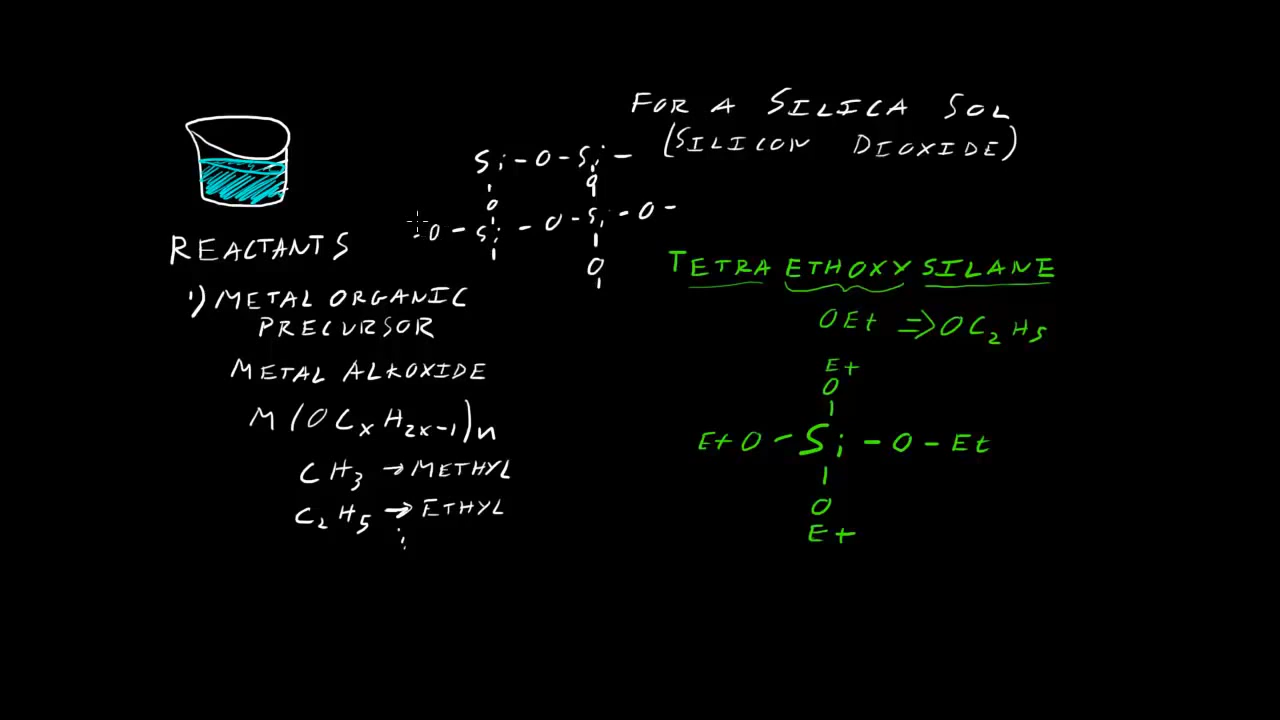 FOR A SILICA SOL
(SILICON DIOXIDE)
Si - O - Si -
O O
- O - Si - O - Si - O -
O
REACTANTS
1) METAL ORGANIC
PRECURSOR
METAL ALKOXIDE
M(OCxH2x-1)n
CH3 → METHYL
C2H5 → ETHYL
TETRA ETHOXY SILANE
OEt ⇒ OC2H5
Et
O
EtO - Si - O - Et
O
Et